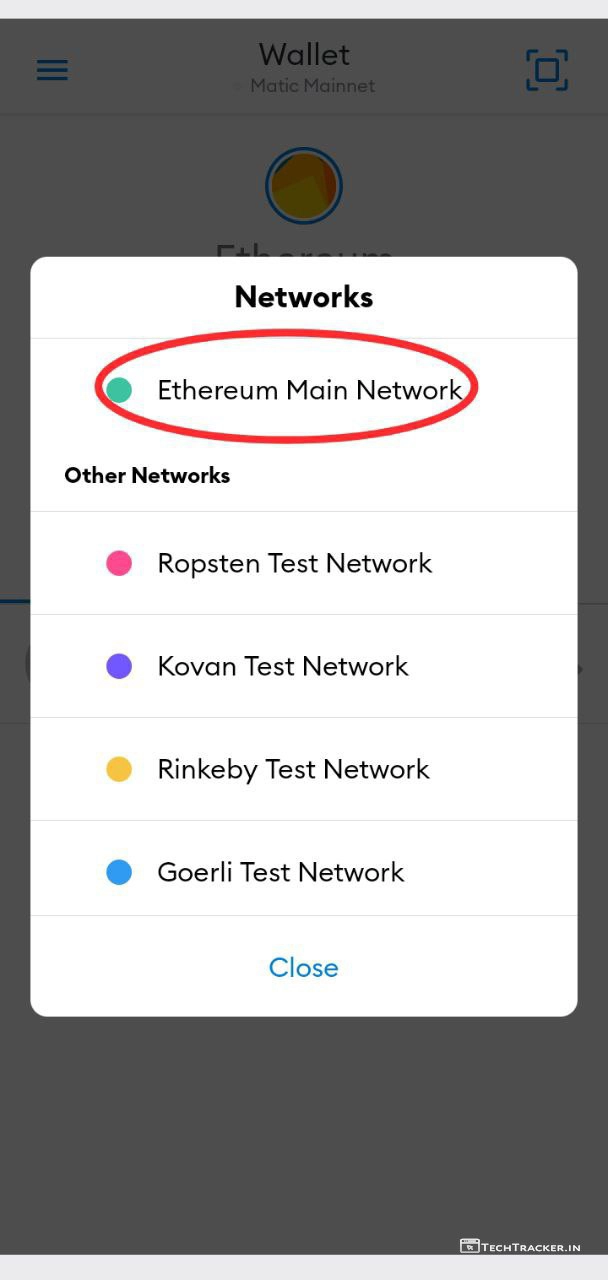 Wallet
Matic Mainnet
Ethereum
Networks
Ethereum Main Network
Other Networks
Ropsten Test Network
Kovan Test Network
Rinkeby Test Network
Goerli Test Network
Close
TECHTRACKER.IN